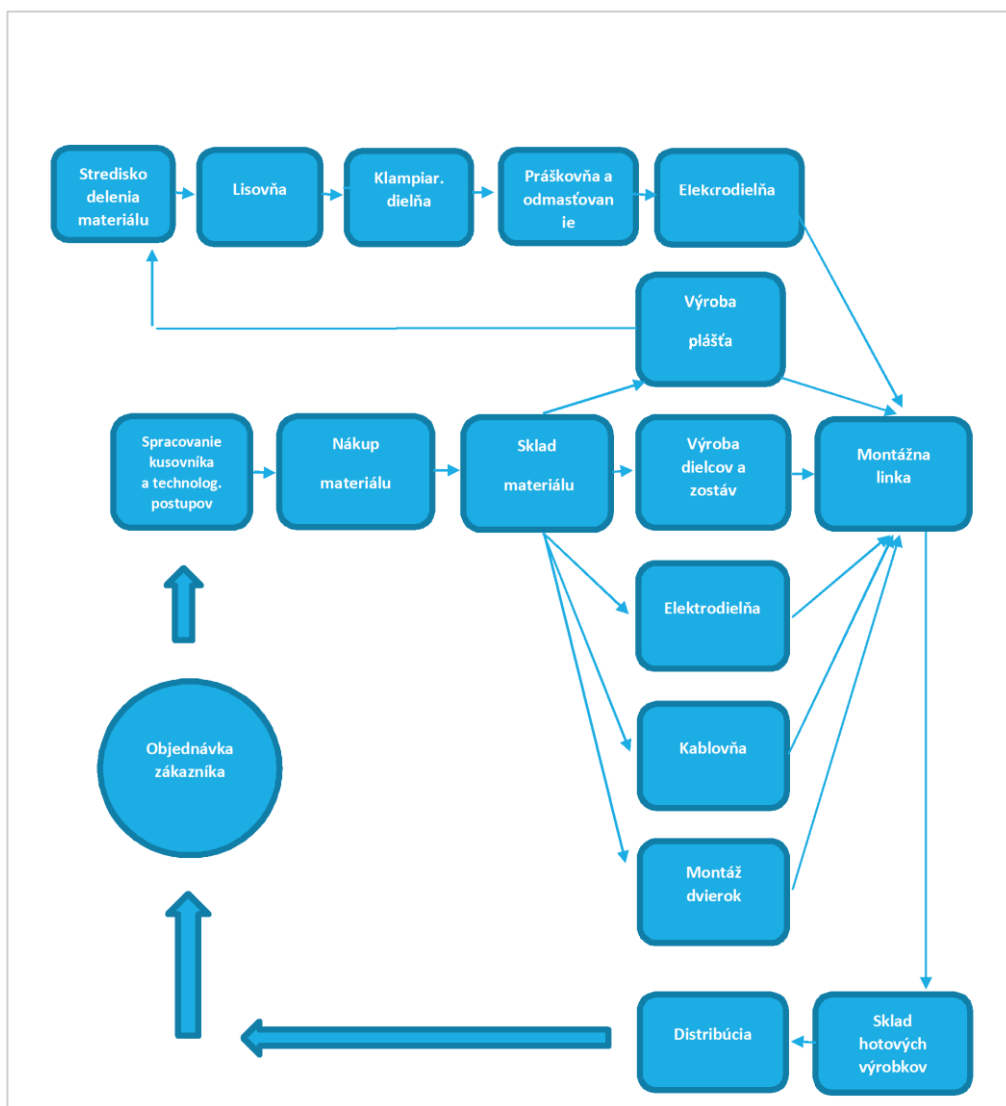 Stredisko
delenia
materiálu
Lisovňa
Klampiar.
dielňa
Práškovňa a
odmasťovan
ie
Elektrodielňa
Výroba
plášťa
Spracovanie
kusovníka
a technolog.
postupov
Nákup
materiálu
Sklad
materiálu
Výroba
dielcov a
zostáv
Montážna
linka
Elektrodielňa
Objednávka
zákazníka
Kablovňa
Montáž
dvierok
Distribúcia
Sklad
hotových
výrobkov